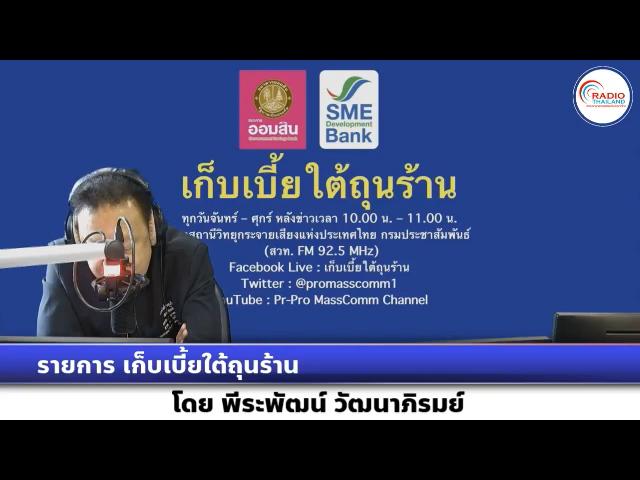 RADIO
THAILAND
ออมสิน
SME
Development
Bank
เก็บเบี้ยใต้ถุนร้าน
ทุกวันจันทร์ – ศุกร์ หลังข่าวเวลา 10.00 น. – 11.00 น.
สถานีวิทยุกระจายเสียงแห่งประเทศไทย กรมประชาสัมพันธ์
(สวท. FM 92.5 MHz)
Facebook Live : เก็บเบี้ยใต้ถุนร้าน
Twitter : @promasscomm1
ouTube : Pr-Pro MassComm Channel
รายการ เก็บเบี้ยใต้ถุนร้าน
โดย พีระพัฒน์ วัฒนาภิรมย์